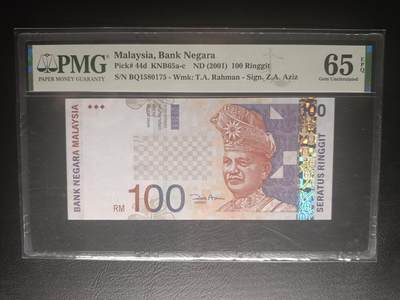 PMG
PAPER MONEY GUARANTY
Malaysia, Bank Negara
Pick# 44d KNB65a-c ND (2001) 100 Ringgit
S/N BQ1580175 - Wmk: T.A. Rahman - Sign. Z.A. Aziz
65 EPQ
Gem Uncirculated
BANK NEGARA MALAYSIA
RM 100
100
SERATUS RINGGIT